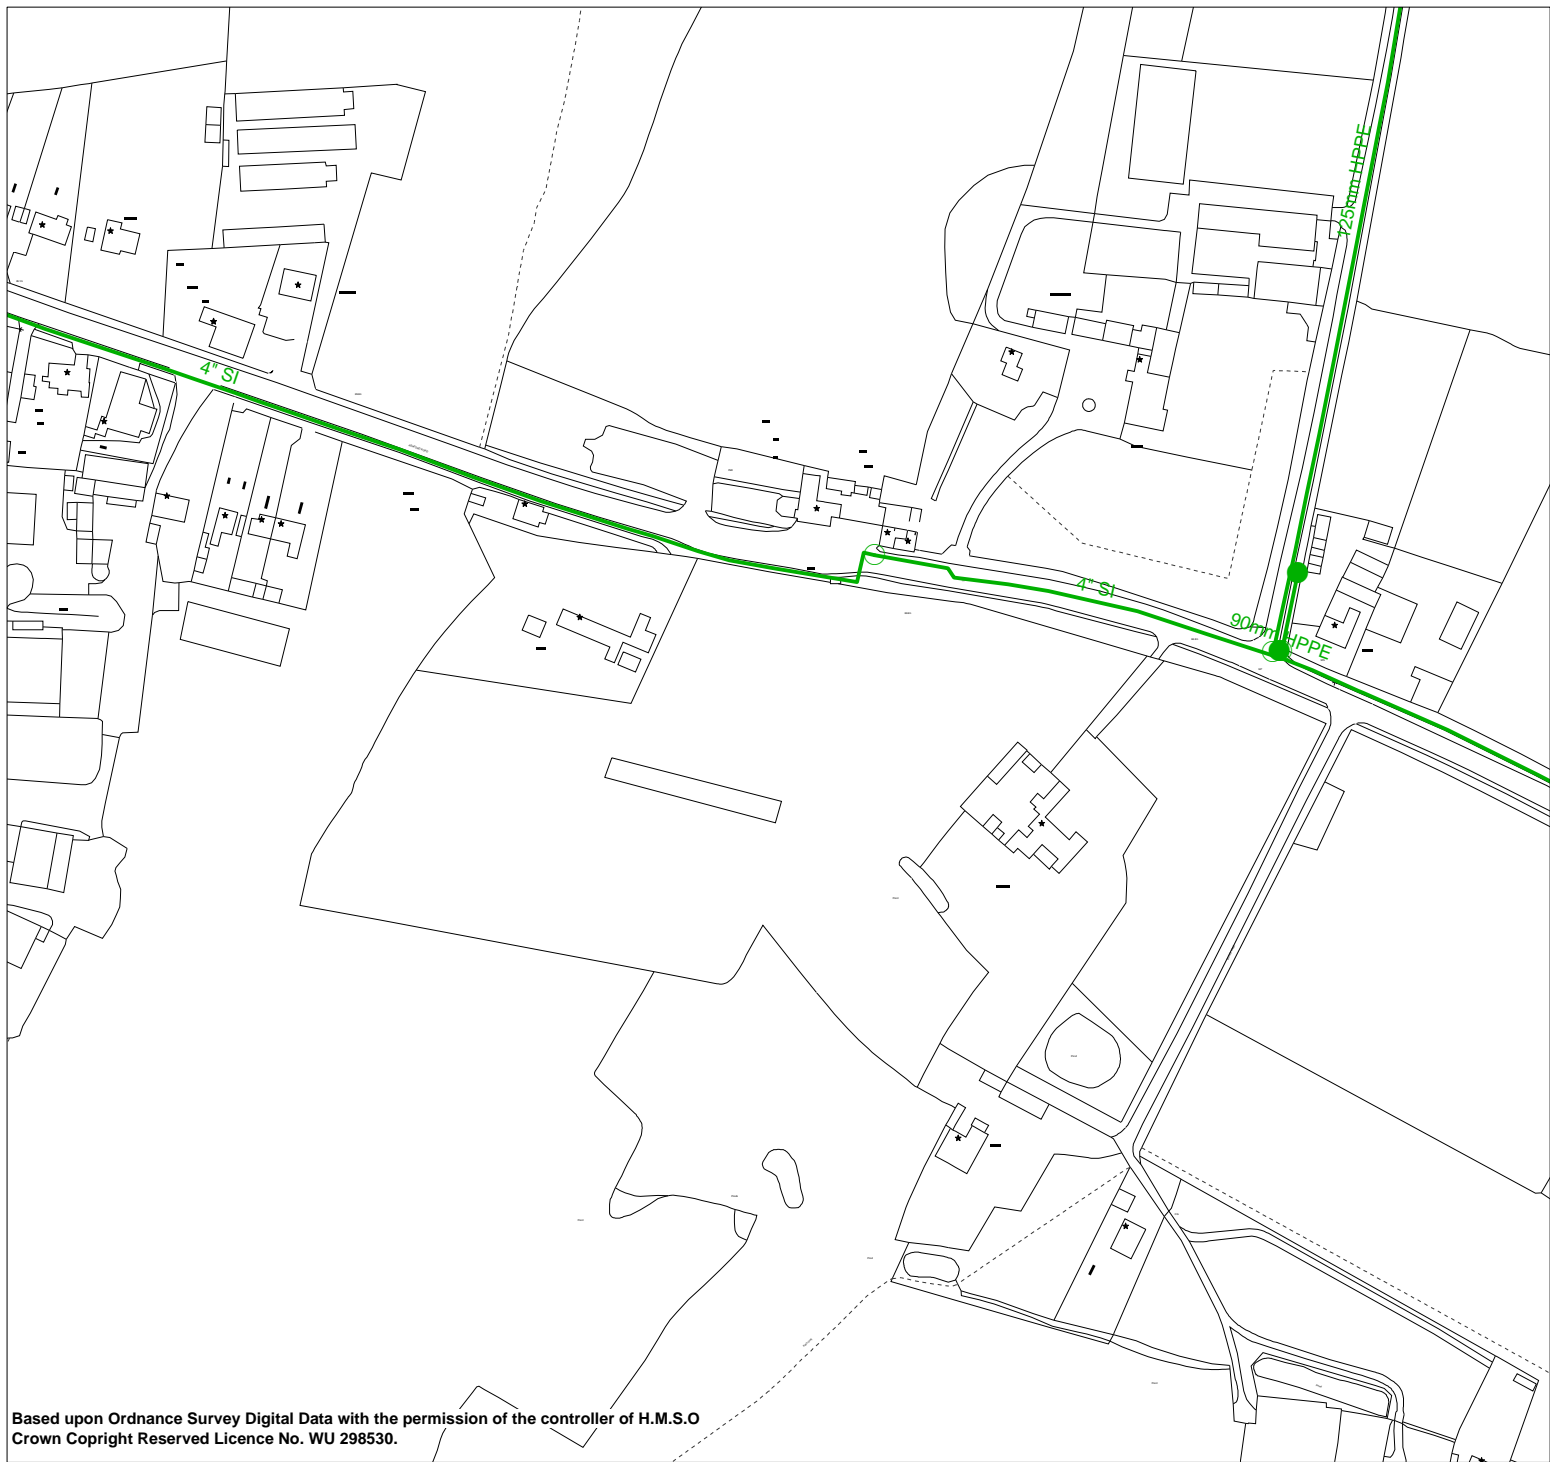 125mm HPPE
4" SI
4" SI
90mm HPPE
Based upon Ordnance Survey Digital Data with the permission of the controller of H.M.S.O
Crown Copright Reserved Licence No. WU 298530.